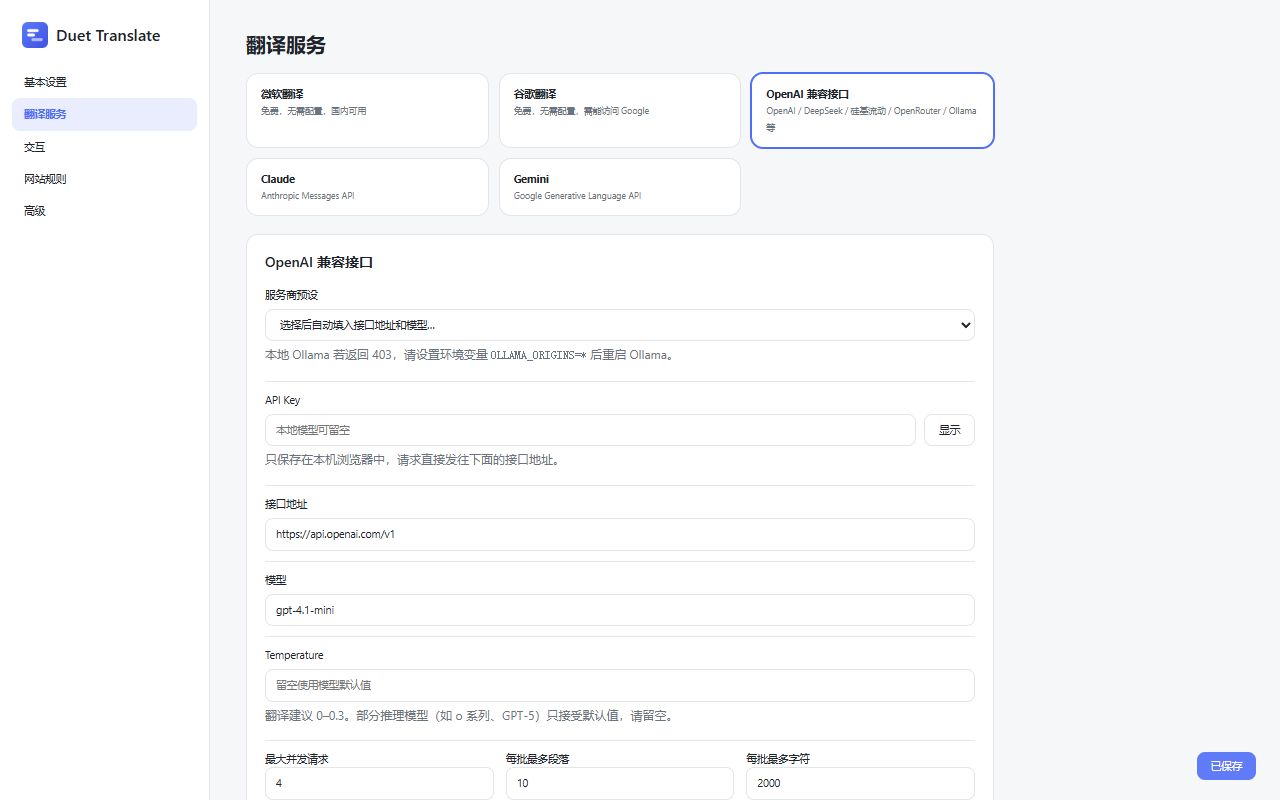 Duet Translate
基本设置
翻译服务
交互
网站规则
高级
翻译服务
微软翻译
免费，无需配置，国内可用
谷歌翻译
免费，无需配置，需能访问 Google
OpenAI 兼容接口
OpenAI / DeepSeek / 硅基流动 / OpenRouter / Ollama
等
Claude
Anthropic Messages API
Gemini
Google Generative Language API
OpenAI 兼容接口
服务商预设
选择后自动填入接口地址和模型...
本地 Ollama 若返回 403，请设置环境变量 OLLAMA_ORIGINS=* 后重启 Ollama。
API Key
本地模型可留空
显示
只保存在本机浏览器中，请求直接发往下面的接口地址。
接口地址
https://api.openai.com/v1
模型
gpt-4.1-mini
Temperature
留空使用模型默认值
翻译建议 0–0.3。部分推理模型（如 o 系列、GPT-5）只接受默认值，请留空。
最大并发请求
每批最多段落
每批最多字符
4
10
2000
已保存